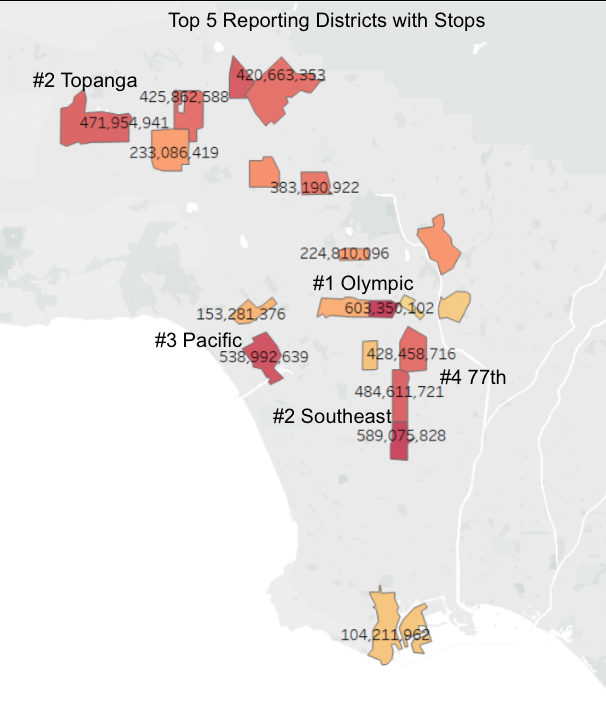 Top 5 Reporting Districts with Stops
420,663,353
#2 Topanga
425,862,588
471,954,941
233,086,419
383,190,922
224,810,096
#1 Olympic
603,350,102
153,281,376
#3 Pacific
538,992,639
428,458,716
#4 77th
484,611,721
#2 Southeast
589,075,828
104,211,962